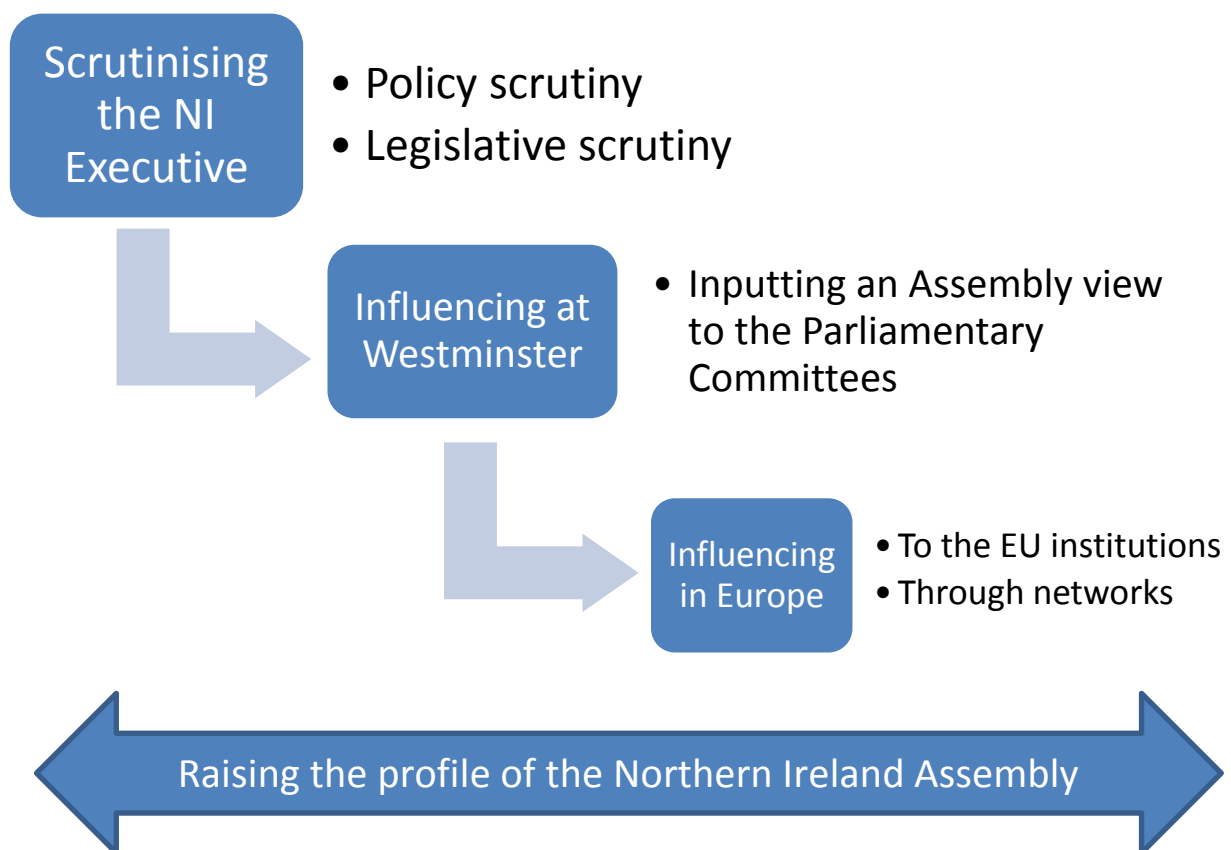 Scrutinising
the NI
Executive
• Policy scrutiny
• Legislative scrutiny
Influencing at
Westminster
• Inputting an Assembly view
to the Parliamentary
Committees
Influencing
in Europe
• To the EU institutions
• Through networks
Raising the profile of the Northern Ireland Assembly